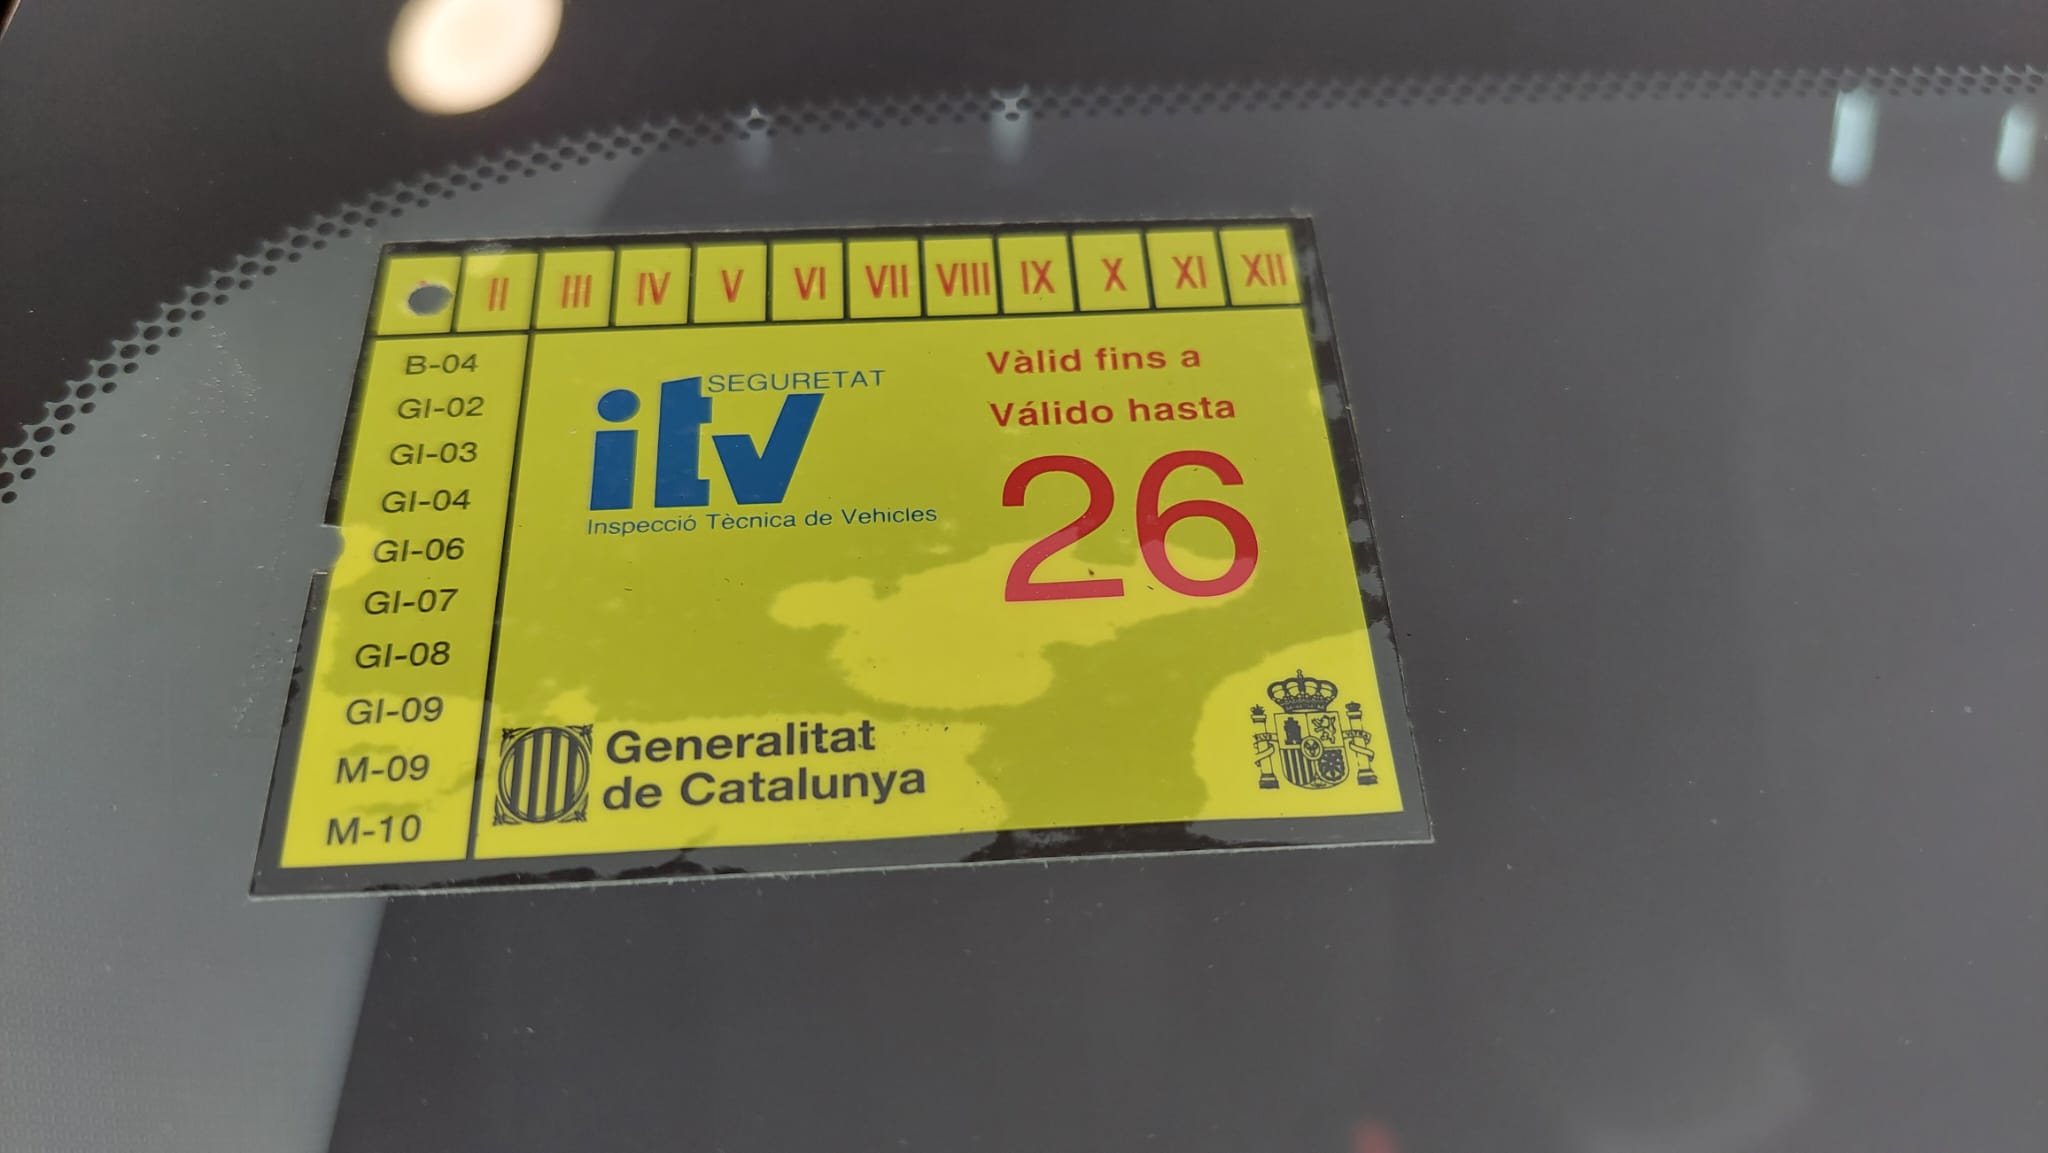 II III IV V VI VII VIII IX X XI XII
B-04
GI-02
GI-03
GI-04
GI-06
GI-07
GI-08
GI-09
M-09
M-10
SEGURETAT
itv
Inspecció Tècnica de Vehicles
Vàlid fins a
Válido hasta
26
Generalitat
de Catalunya